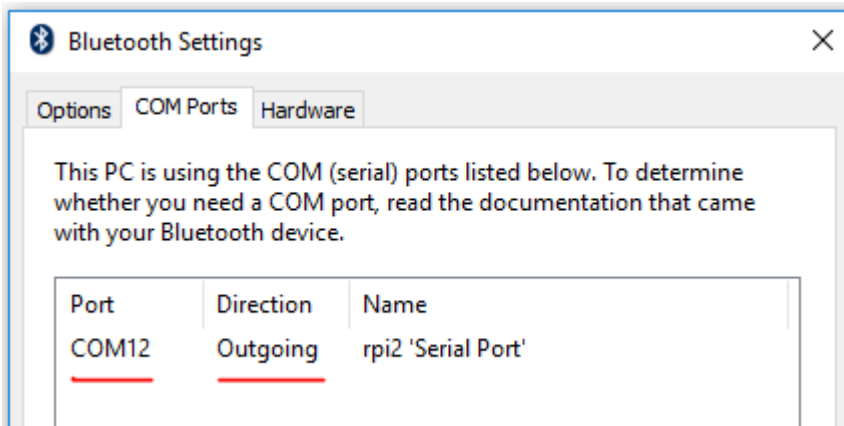 Bluetooth Settings
Options COM Ports Hardware
This PC is using the COM (serial) ports listed below. To determine
whether you need a COM port, read the documentation that came
with your Bluetooth device.
Port Direction Name
COM12 Outgoing rpi2 'Serial Port'